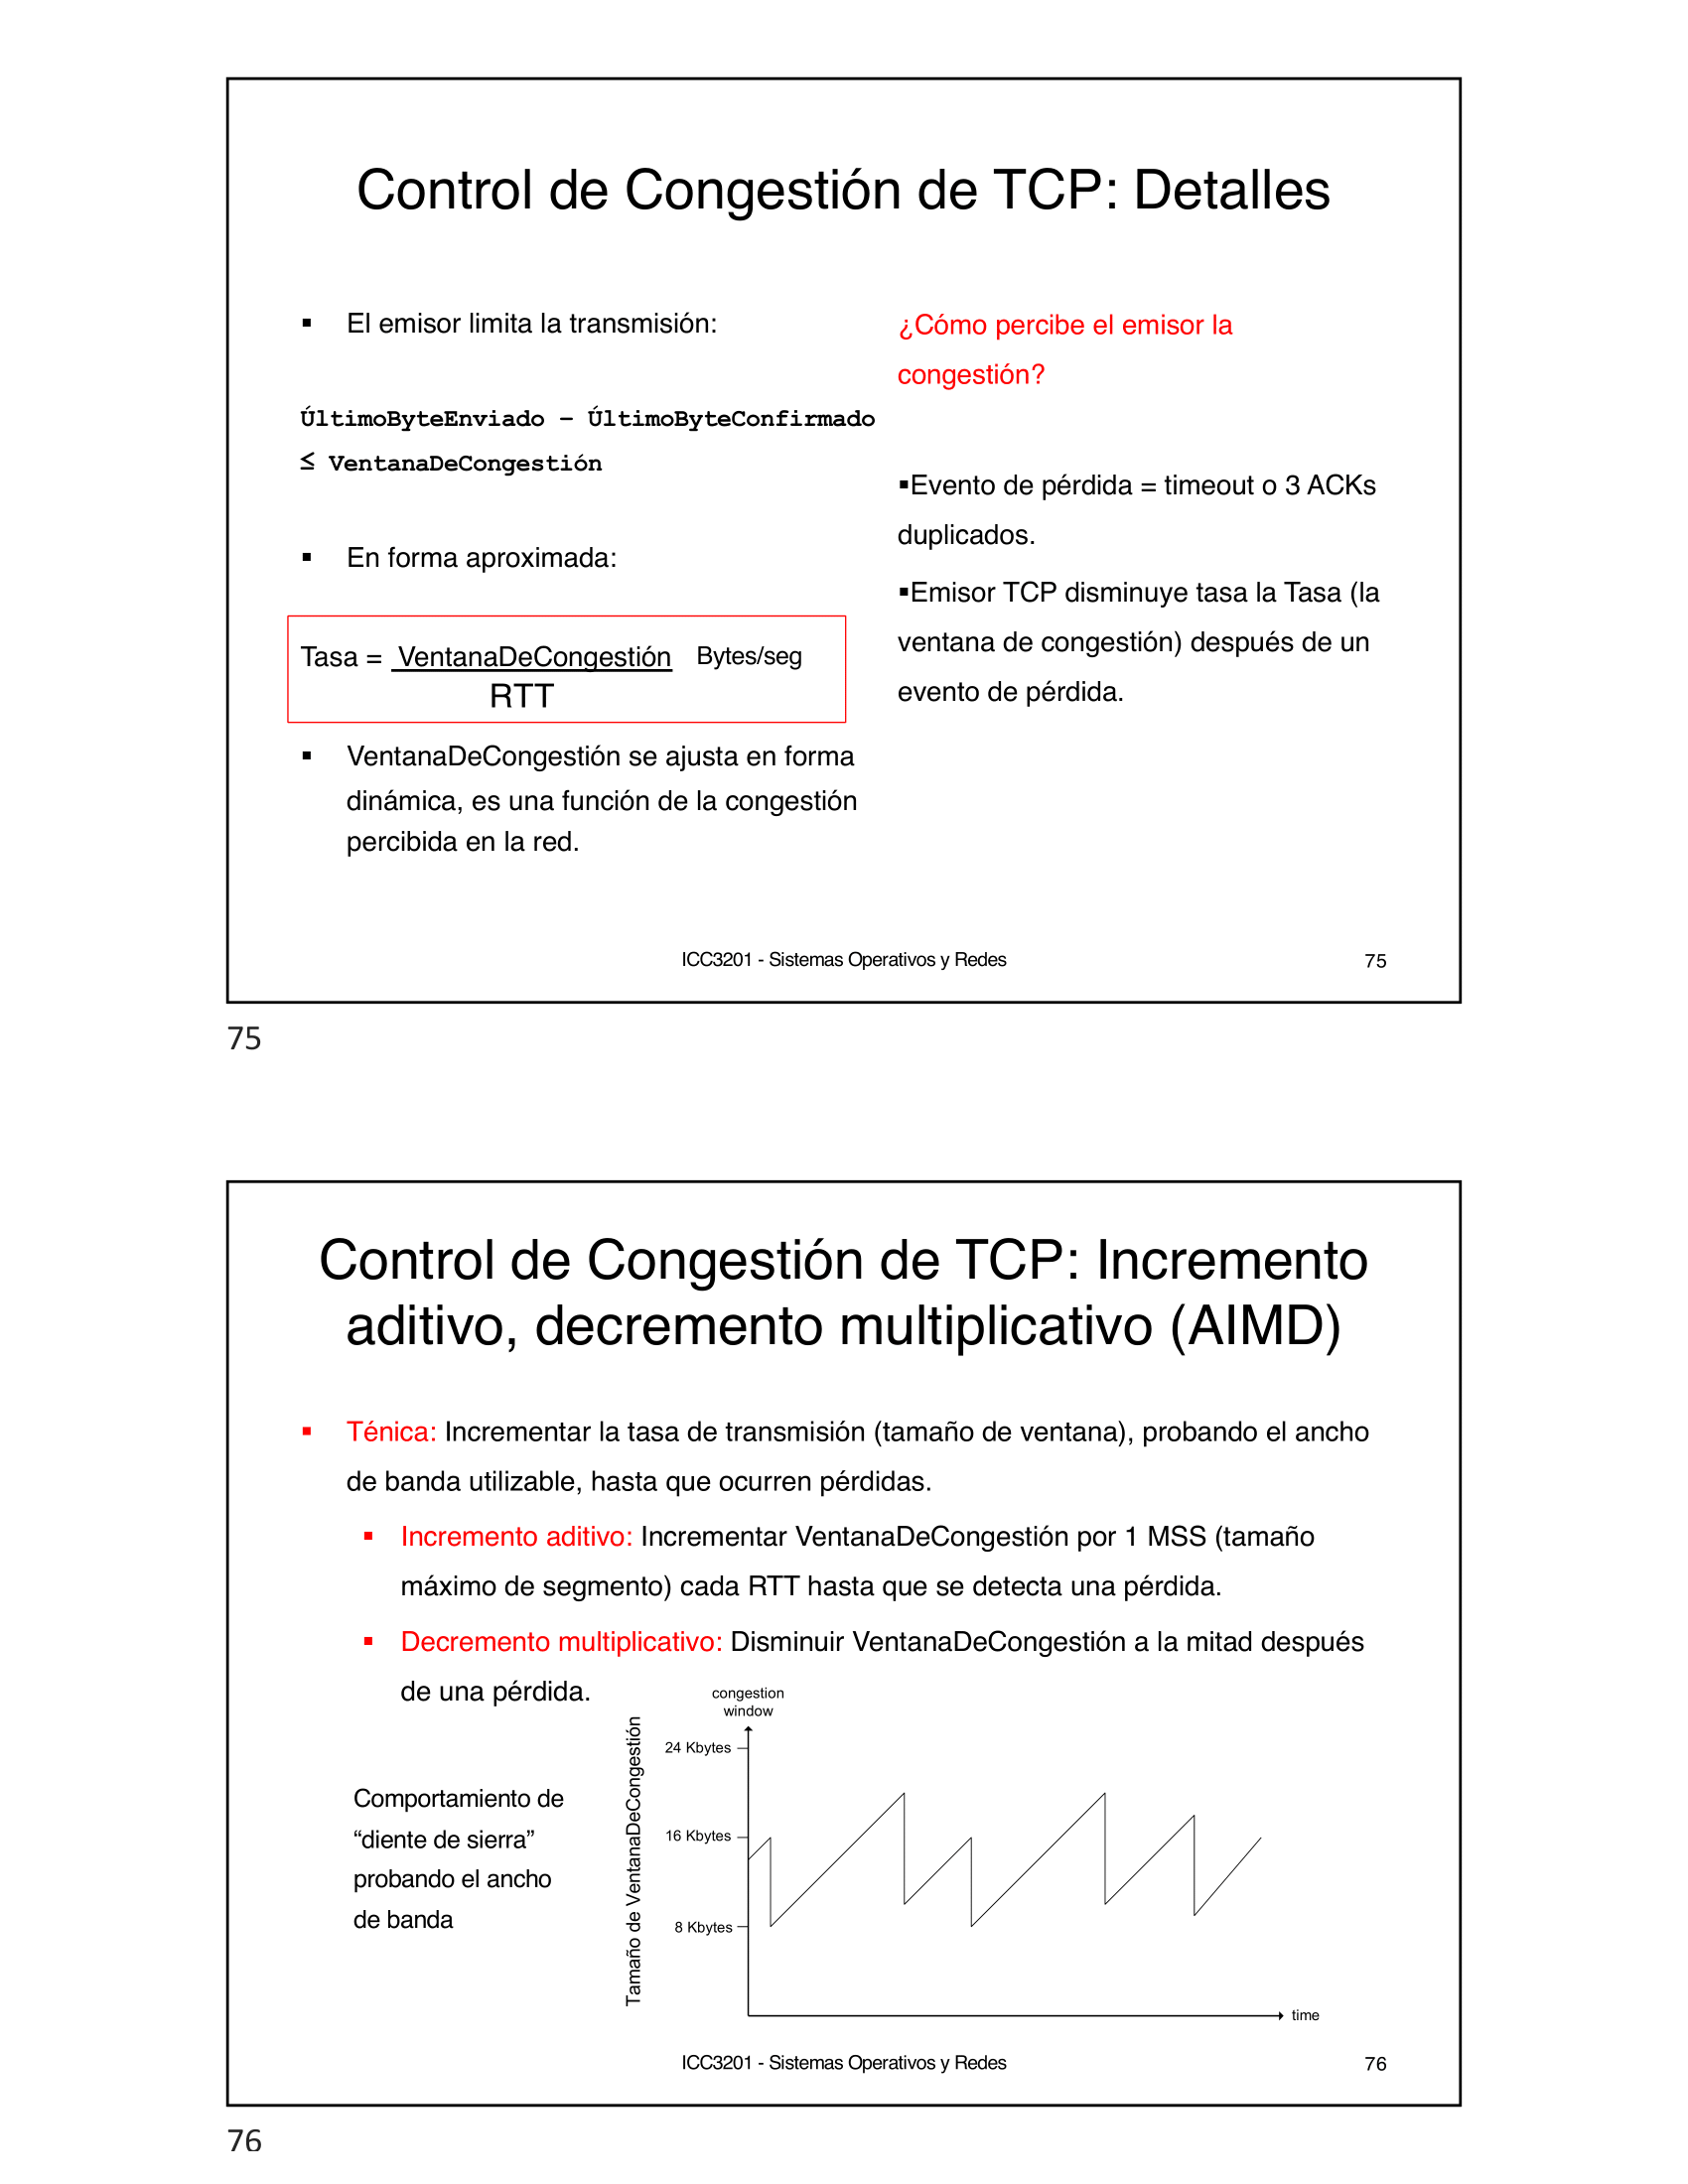 Control de Congestión de TCP: Detalles
▪ El emisor limita la transmisión:
ÚltimoByteEnviado – ÚltimoByteConfirmado
≤ VentanaDeCongestión
▪ En forma aproximada:
Tasa = VentanaDeCongestión Bytes/seg
RTT
▪ VentanaDeCongestión se ajusta en forma
dinámica, es una función de la congestión
percibida en la red.
¿Cómo percibe el emisor la
congestión?
▪Evento de pérdida = timeout o 3 ACKs
duplicados.
▪Emisor TCP disminuye tasa la Tasa (la
ventana de congestión) después de un
evento de pérdida.
ICC3201 - Sistemas Operativos y Redes 75
75
Control de Congestión de TCP: Incremento
aditivo, decremento multiplicativo (AIMD)
▪ Ténica: Incrementar la tasa de transmisión (tamaño de ventana), probando el ancho
de banda utilizable, hasta que ocurren pérdidas.
▪ Incremento aditivo: Incrementar VentanaDeCongestión por 1 MSS (tamaño
máximo de segmento) cada RTT hasta que se detecta una pérdida.
▪ Decremento multiplicativo: Disminuir VentanaDeCongestión a la mitad después
de una pérdida.
Comportamiento de
“diente de sierra”
probando el ancho
de banda
Tamaño de VentanaDeCongestión
congestion
window
24 Kbytes
16 Kbytes
8 Kbytes
time
ICC3201 - Sistemas Operativos y Redes 76
76